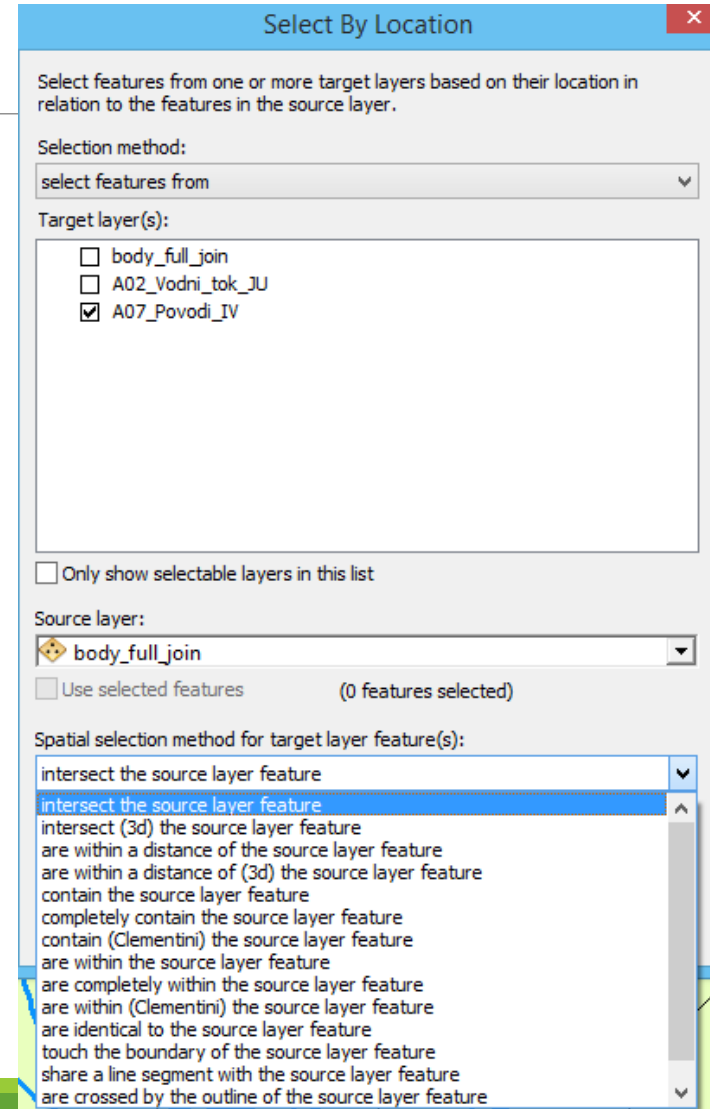 Select By Location
Select features from one or more target layers based on their location in
relation to the features in the source layer.
Selection method:
select features from
Target layer(s):
body_full_join
A02_Vodni_tok_JU
A07_Povodi_IV
Only show selectable layers in this list
Source layer:
body_full_join
Use selected features (0 features selected)
Spatial selection method for target layer feature(s):
intersect the source layer feature
intersect the source layer feature
intersect (3d) the source layer feature
are within a distance of the source layer feature
are within a distance of (3d) the source layer feature
contain the source layer feature
completely contain the source layer feature
contain (Clementini) the source layer feature
are within the source layer feature
are completely within the source layer feature
are within (Clementini) the source layer feature
are identical to the source layer feature
touch the boundary of the source layer feature
share a line segment with the source layer feature
are crossed by the outline of the source layer feature